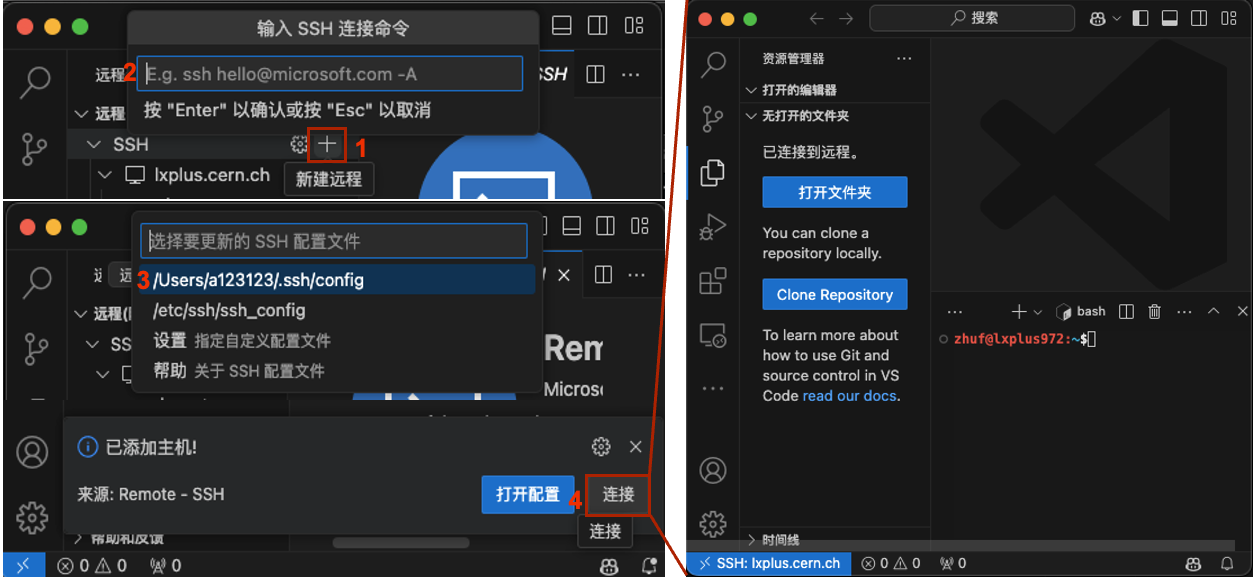 输入 SSH 连接命令
远程
SSH
2
E.g. ssh hello@microsoft.com -A
按 "Enter" 以确认或按 "Esc" 以取消
远程
SSH
1
lxplus.cern.ch
新建远程
选择要更新的 SSH 配置文件
远
3
/Users/a123123/.ssh/config
远程(
/etc/ssh/ssh_config
SS
设置 指定自定义配置文件
Rem
帮助 关于 SSH 配置文件
Microso
已添加主机!
来源: Remote - SSH
打开配置
4
连接
连接
帮助和反馈
0 0 0
搜索
资源管理器
打开的编辑器
无打开的文件夹
已连接到远程。
打开文件夹
You can clone a
repository locally.
Clone Repository
To learn more about
how to use Git and
source control in VS
Code read our docs.
bash
zhuf@lxplus972:~$
时间线
SSH: lxplus.cern.ch
0 0 0